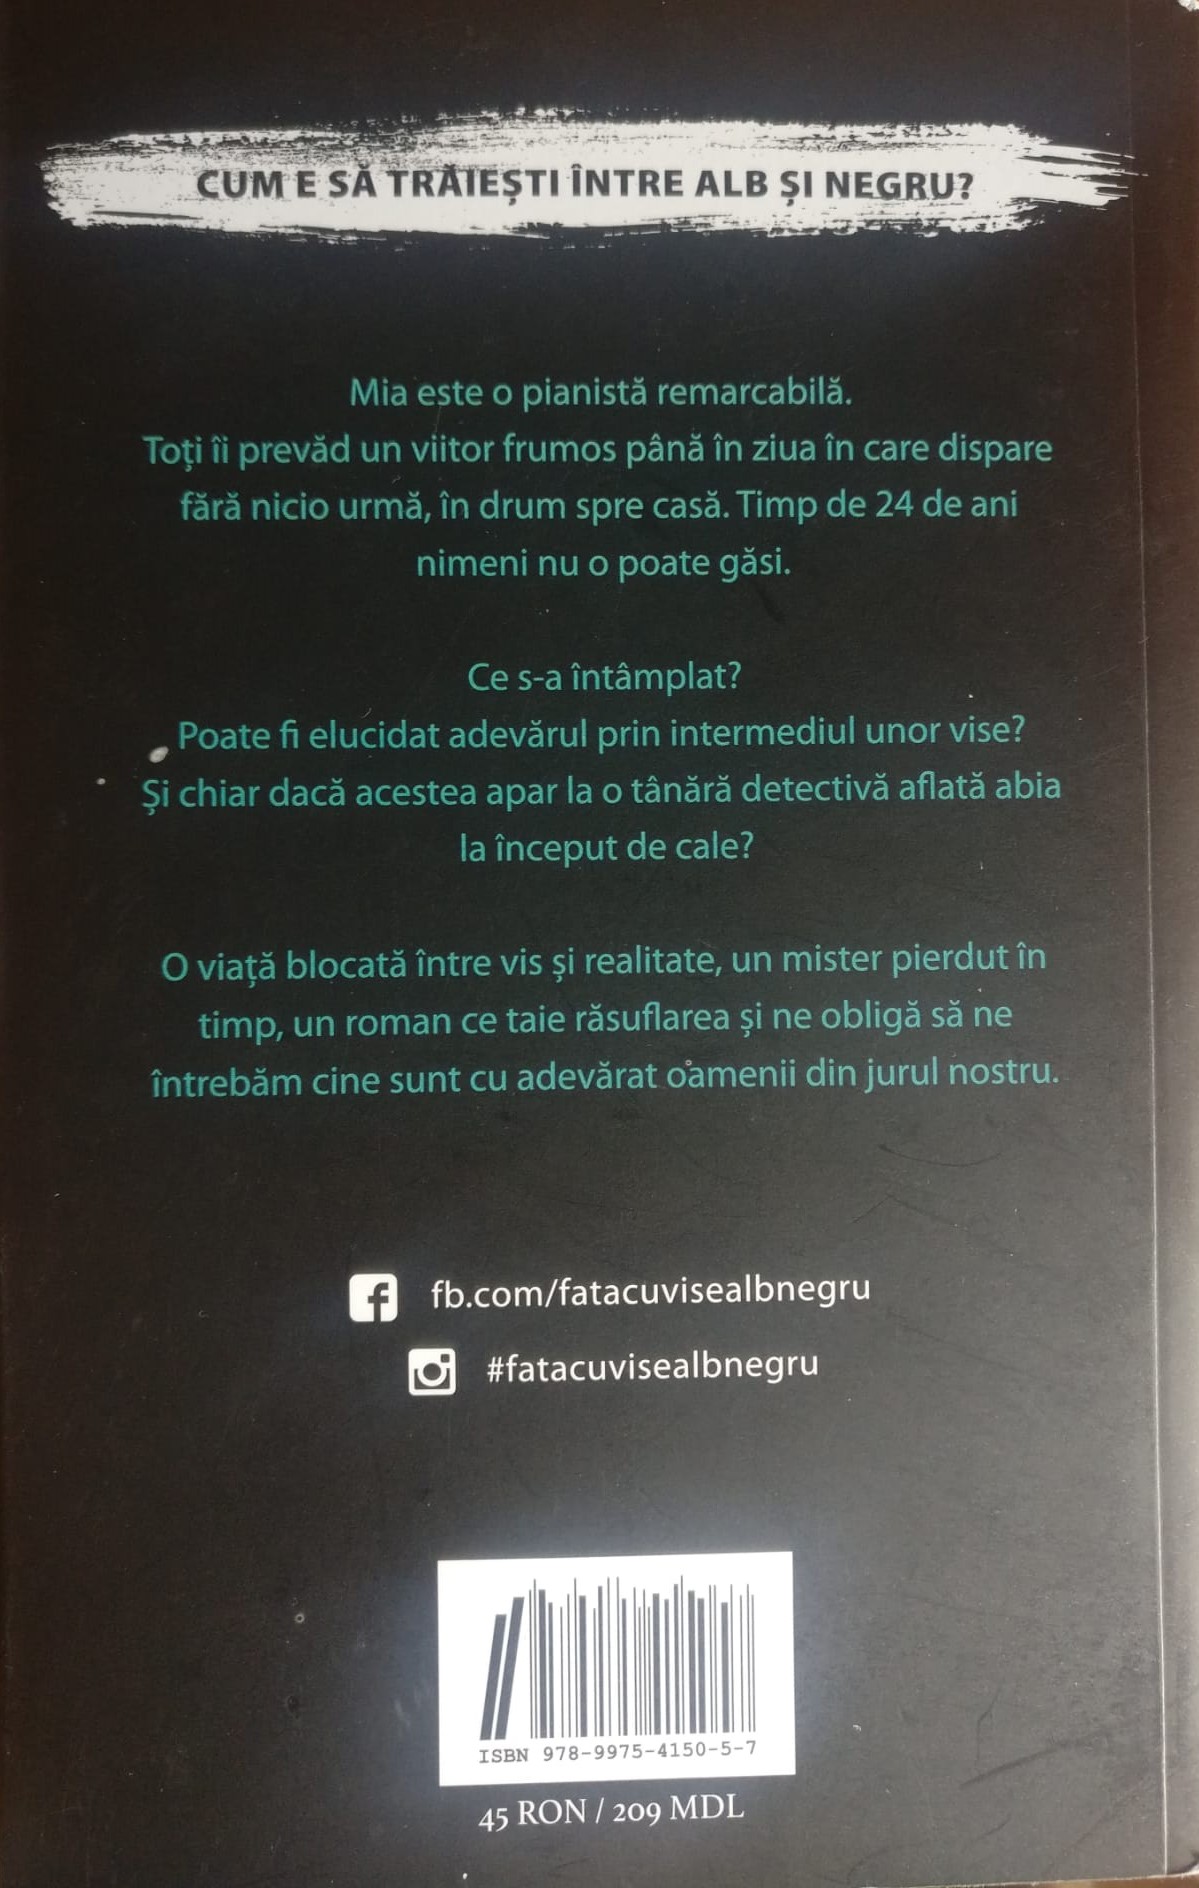 CUM E SĂ TRĂIEȘTI ÎNTRE ALB ȘI NEGRU?
Mia este o pianistă remarcabilă.
Toți îi prevăd un viitor frumos până în ziua în care dispare
fără nicio urmă, în drum spre casă. Timp de 24 de ani
nimeni nu o poate găsi.
Ce s-a întâmplat?
Poate fi elucidat adevărul prin intermediul unor vise?
Și chiar dacă acestea apar la o tânără detectivă aflată abia
la început de cale?
O viață blocată între vis și realitate, un mister pierdut în
timp, un roman ce taie răsuflarea și ne obligă să ne
întrebăm cine sunt cu adevărat oamenii din jurul nostru.
fb.com/fatacuvisealbnegru
#fatacuvisealbnegru
ISBN 978-9975-4150-5-7
45 RON / 209 MDL